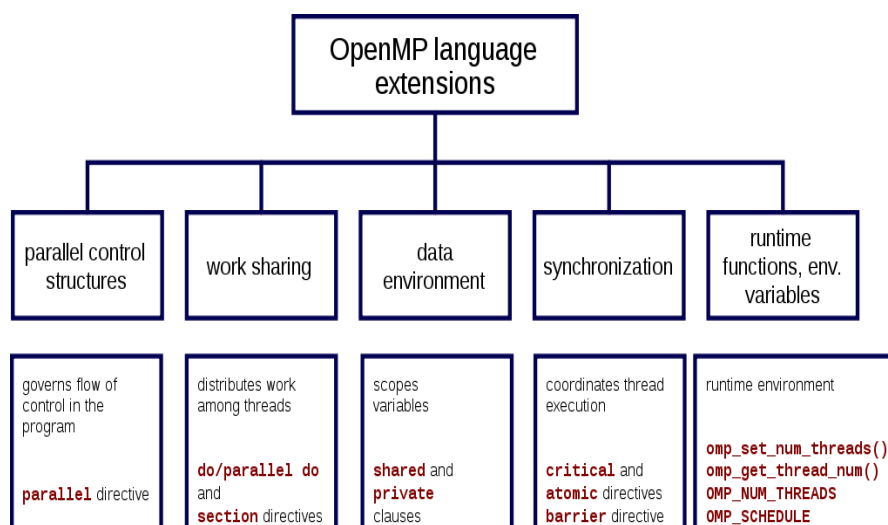 OpenMP language
extensions
parallel control
structures
work sharing
data
environment
synchronization
runtime
functions, env.
variables
governs flow of
control in the
program
parallel directive
distributes work
among threads
do/parallel do
and
section directives
scopes
variables
shared and
private
clauses
coordinates thread
execution
critical and
atomic directives
barrier directive
runtime environment
omp_set_num_threads()
omp_get_thread_num()
OMP_NUM_THREADS
OMP_SCHEDULE